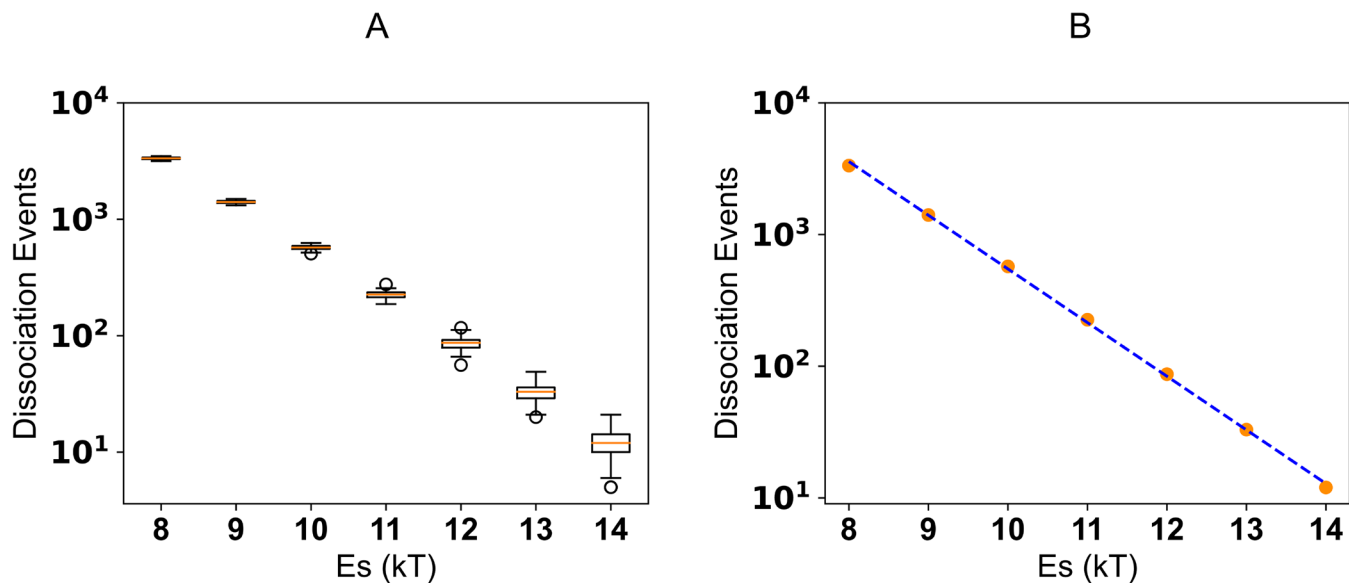 A
B
Dissociation Events
10⁴
10³
10²
10¹
8 9 10 11 12 13 14
Es (kT)
Dissociation Events
10⁴
10³
10²
10¹
8 9 10 11 12 13 14
Es (kT)